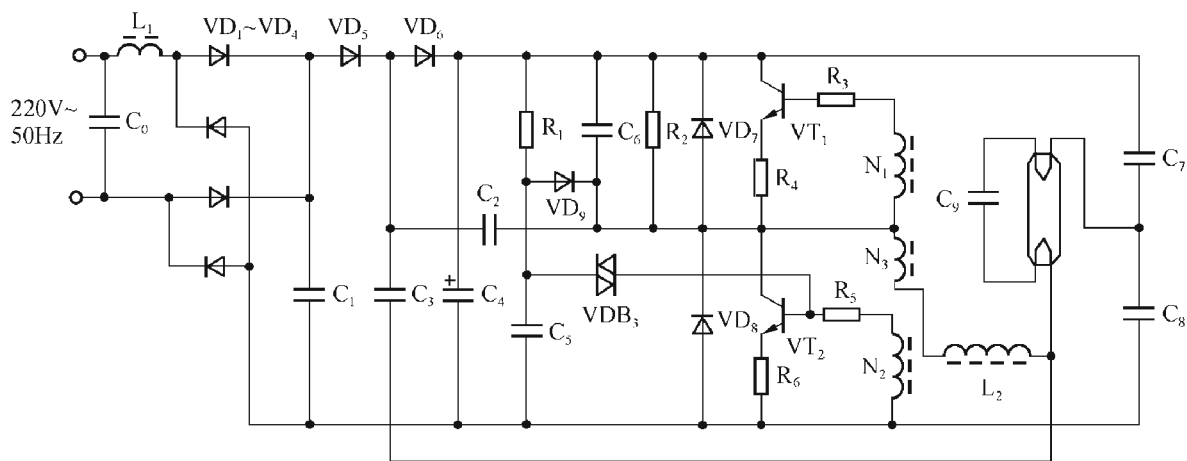 L₁
VD₁~VD₄
VD₅
VD₆
220V~
50Hz
C₀
R₁
C₆
R₂
VD₇
VT₁
R₃
R₄
N₁
C₇
C₉
VD₉
C₂
N₃
C₁
C₃
+
C₄
C₅
VDB₃
VD₈
VT₂
R₅
R₆
N₂
L₂
C₈